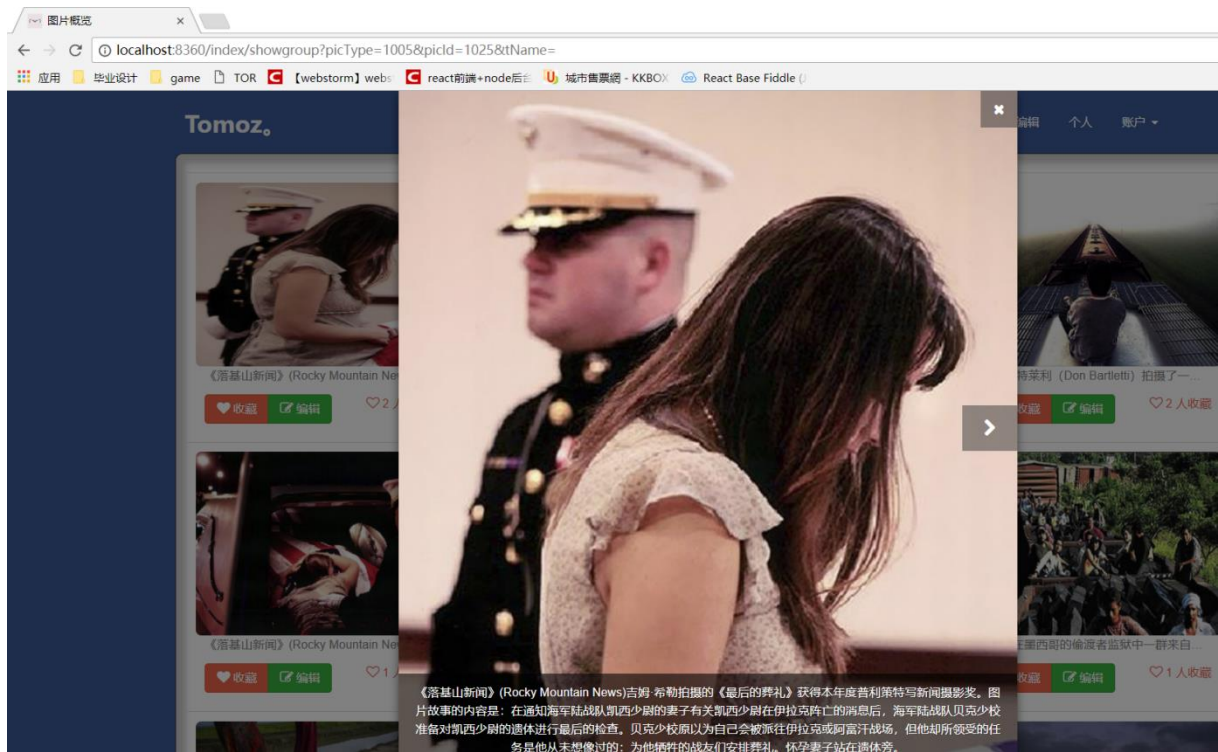 图片概览
localhost:8360/index/showgroup?picType=1005&picId=1025&tName=
应用 毕业设计 game TOR 【webstorm】webs react前端+node后台 城市售票網 - KKBOX React Base Fiddle (J
Tomoz。
编辑 个人 账户
《落基山新闻》(Rocky Mountain Ne
特莱利（Don Bartletti）拍摄了一...
收藏 编辑 2人
收藏 编辑 2 人收藏
《落基山新闻》(Rocky Mountain Ne
墨西哥的偷渡者监狱中一群来自...
收藏 编辑 1人
收藏 编辑 1 人收藏
《落基山新闻》(Rocky Mountain News)吉姆·希勒拍摄的《最后的葬礼》获得本年度普利策特写新闻摄影奖。图
片故事的内容是：在通知海军陆战队凯西少尉的妻子有关凯西少尉在伊拉克阵亡的消息后，海军陆战队贝克少校
准备对凯西少尉的遗体进行最后的检查。贝克少校原以为自己会被派往伊拉克或阿富汗战场，但他却所领受的任
务是他从未想像过的：为他牺牲的战友们安排葬礼。怀孕妻子站在遗体旁。